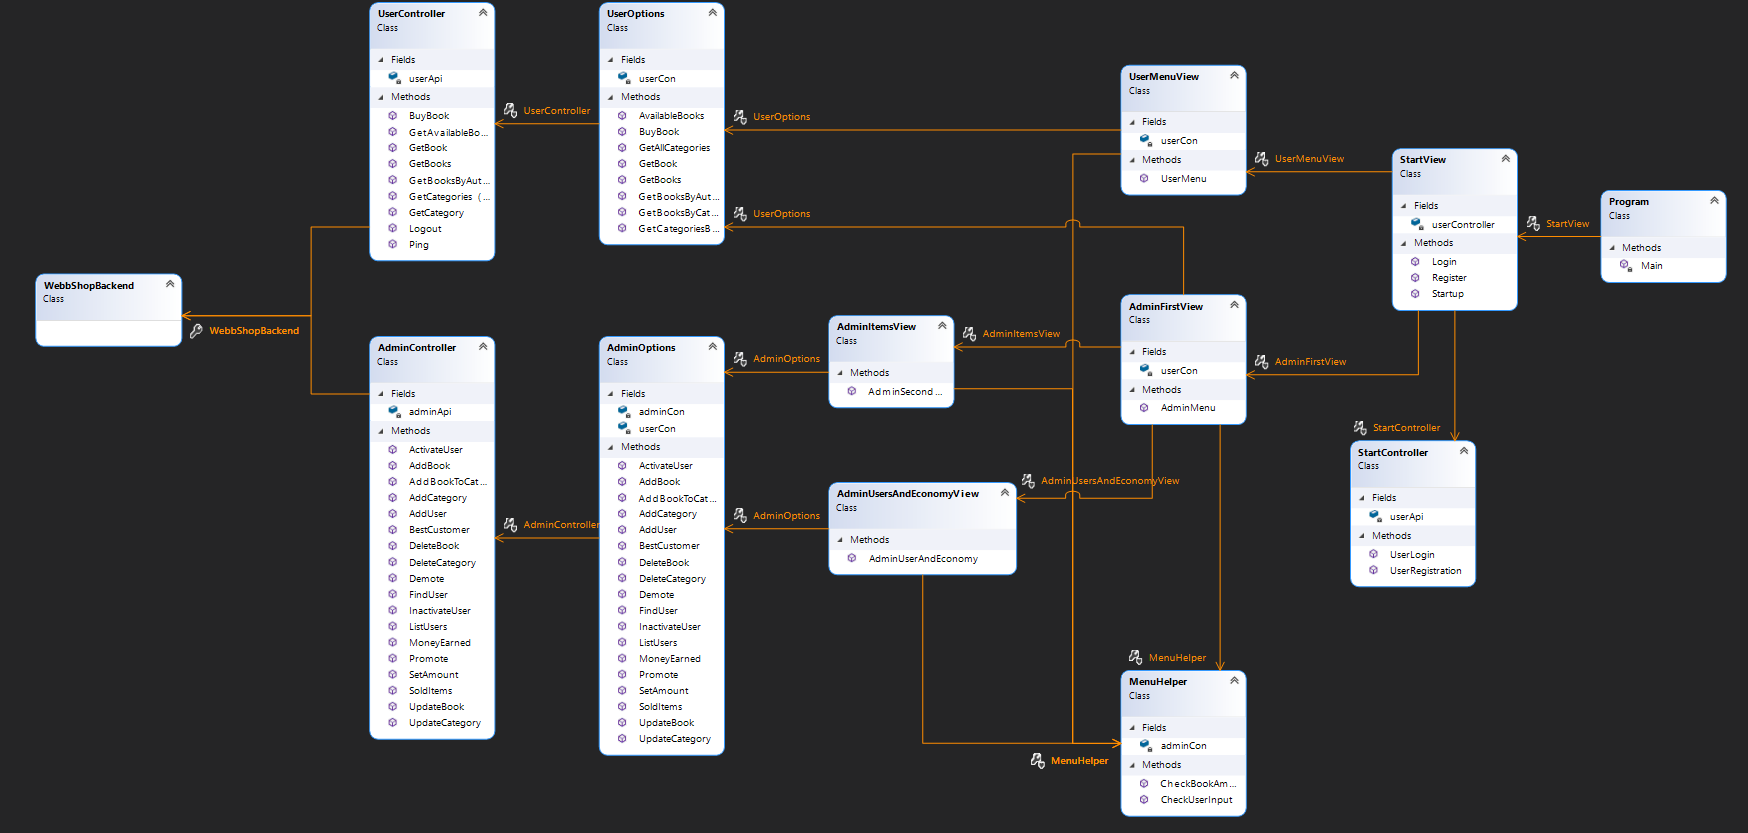 UserController
Class
Fields
userApi
Methods
BuyBook
GetAvailableBo...
GetBook
GetBooks
GetBooksByAut...
GetCategories (...
GetCategory
Logout
Ping
UserController
UserOptions
Class
Fields
userCon
Methods
AvailableBooks
BuyBook
GetAllCategories
GetBook
GetBooks
GetBooksByAut...
GetBooksByCat...
GetCategoriesB...
UserOptions
UserOptions
UserMenuView
Class
Fields
userCon
Methods
UserMenu
UserMenuView
StartView
Class
Fields
userController
Methods
Login
Register
Startup
StartView
Program
Class
Methods
Main
WebbShopBackend
Class
WebbShopBackend
AdminController
Class
Fields
adminApi
Methods
ActivateUser
AddBook
AddBookToCat...
AddCategory
AddUser
BestCustomer
DeleteBook
DeleteCategory
Demote
FindUser
InactivateUser
ListUsers
MoneyEarned
Promote
SetAmount
SoldItems
UpdateBook
UpdateCategory
AdminController
AdminOptions
Class
Fields
adminCon
userCon
Methods
ActivateUser
AddBook
AddBookToCat...
AddCategory
AddUser
BestCustomer
DeleteBook
DeleteCategory
Demote
FindUser
InactivateUser
ListUsers
MoneyEarned
Promote
SetAmount
SoldItems
UpdateBook
UpdateCategory
AdminOptions
AdminOptions
AdminItemsView
Class
Methods
AdminSecond...
AdminItemsView
AdminUsersAndEconomyView
Class
Methods
AdminUserAndEconomy
AdminUsersAndEconomyView
AdminFirstView
Class
Fields
userCon
Methods
AdminMenu
AdminFirstView
StartController
StartController
Class
Fields
userApi
Methods
UserLogin
UserRegistration
MenuHelper
MenuHelper
Class
Fields
adminCon
Methods
CheckBookAm...
CheckUserInput
MenuHelper